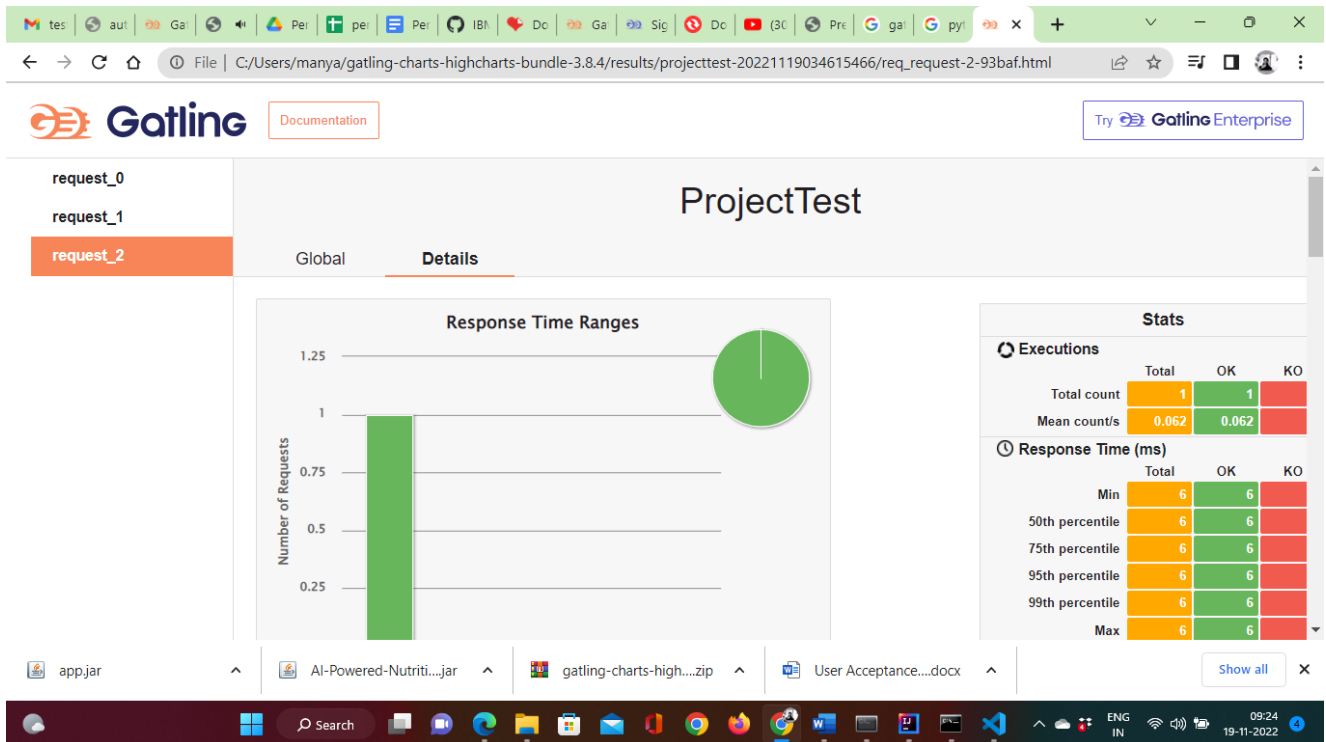 tes
aut
Ga
Per
per
Per
IBN
Do
Ga
Sig
Do
(30
Pre
gat
pyt
File
C:/Users/manya/gatling-charts-highcharts-bundle-3.8.4/results/projecttest-20221119034615466/req_request-2-93baf.html
Gatling
Documentation
Try Gatling Enterprise
request_0
request_1
request_2
ProjectTest
Global Details
Response Time Ranges
1.25
1
0.75
0.5
0.25
Number of Requests
Stats
Executions
Total OK KO
Total count 1 1
Mean count/s 0.062 0.062
Response Time (ms)
Total OK KO
Min 6 6
50th percentile 6 6
75th percentile 6 6
95th percentile 6 6
99th percentile 6 6
Max 6 6
app.jar
AI-Powered-Nutriti....jar
gatling-charts-high....zip
User Acceptance....docx
Show all
Search
ENG
IN
09:24
19-11-2022
4